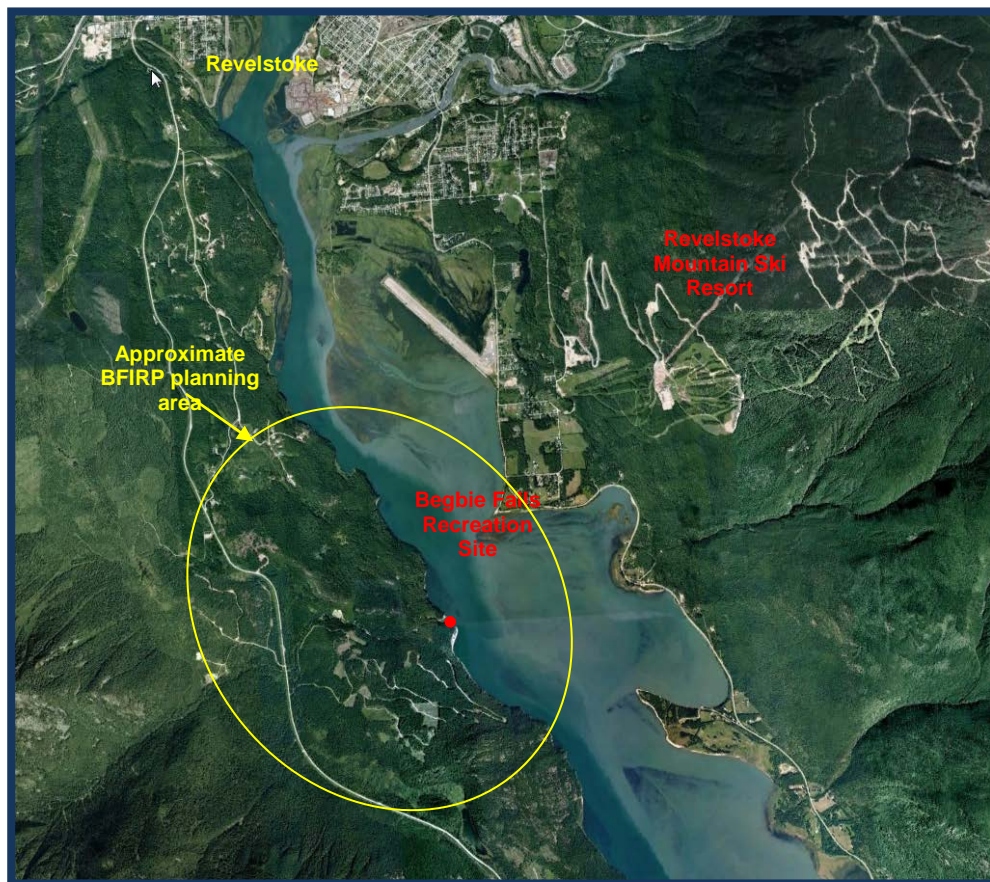 Revelstoke
Revelstoke
Mountain Ski
Resort
Approximate
BFIRP planning
area
Begbie Falls
Recreation
Site